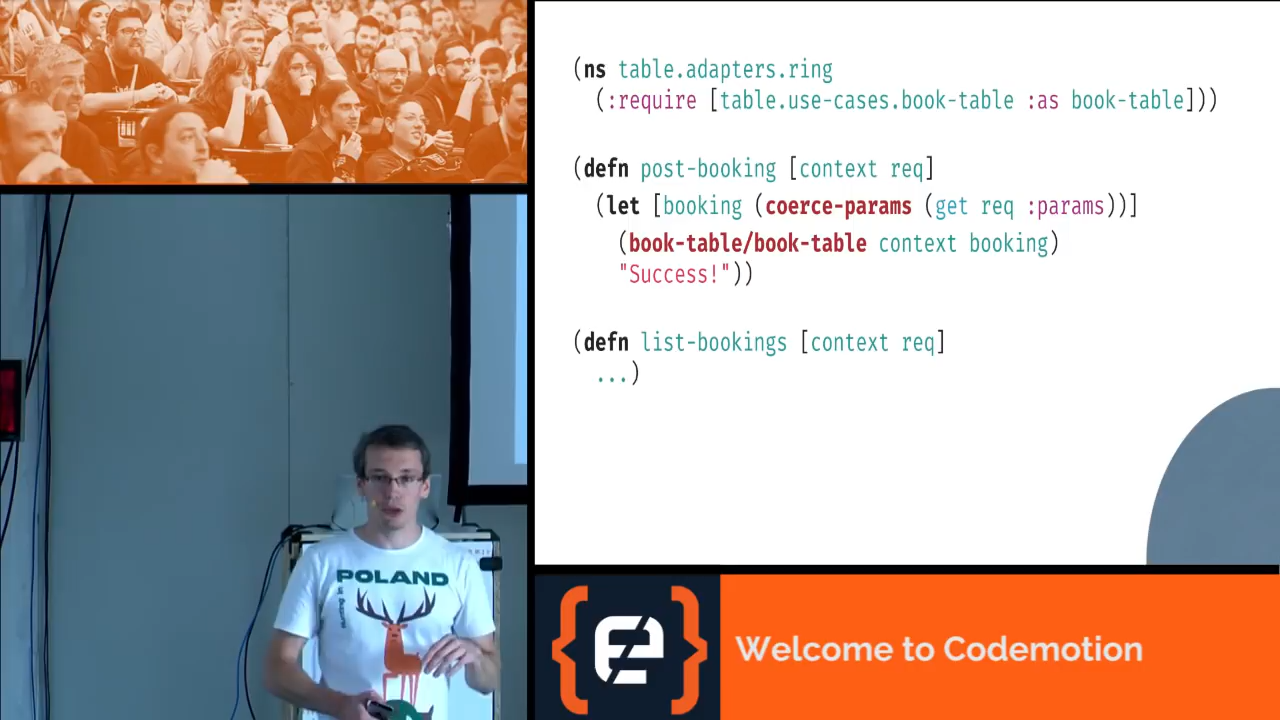 (ns table.adapters.ring
(:require [table.use-cases.book-table :as book-table]))
(defn post-booking [context req]
(let [booking (coerce-params (get req :params))]
(book-table/book-table context booking)
"Success!"))
(defn list-bookings [context req]
...)
POLAND
Welcome to Codemotion